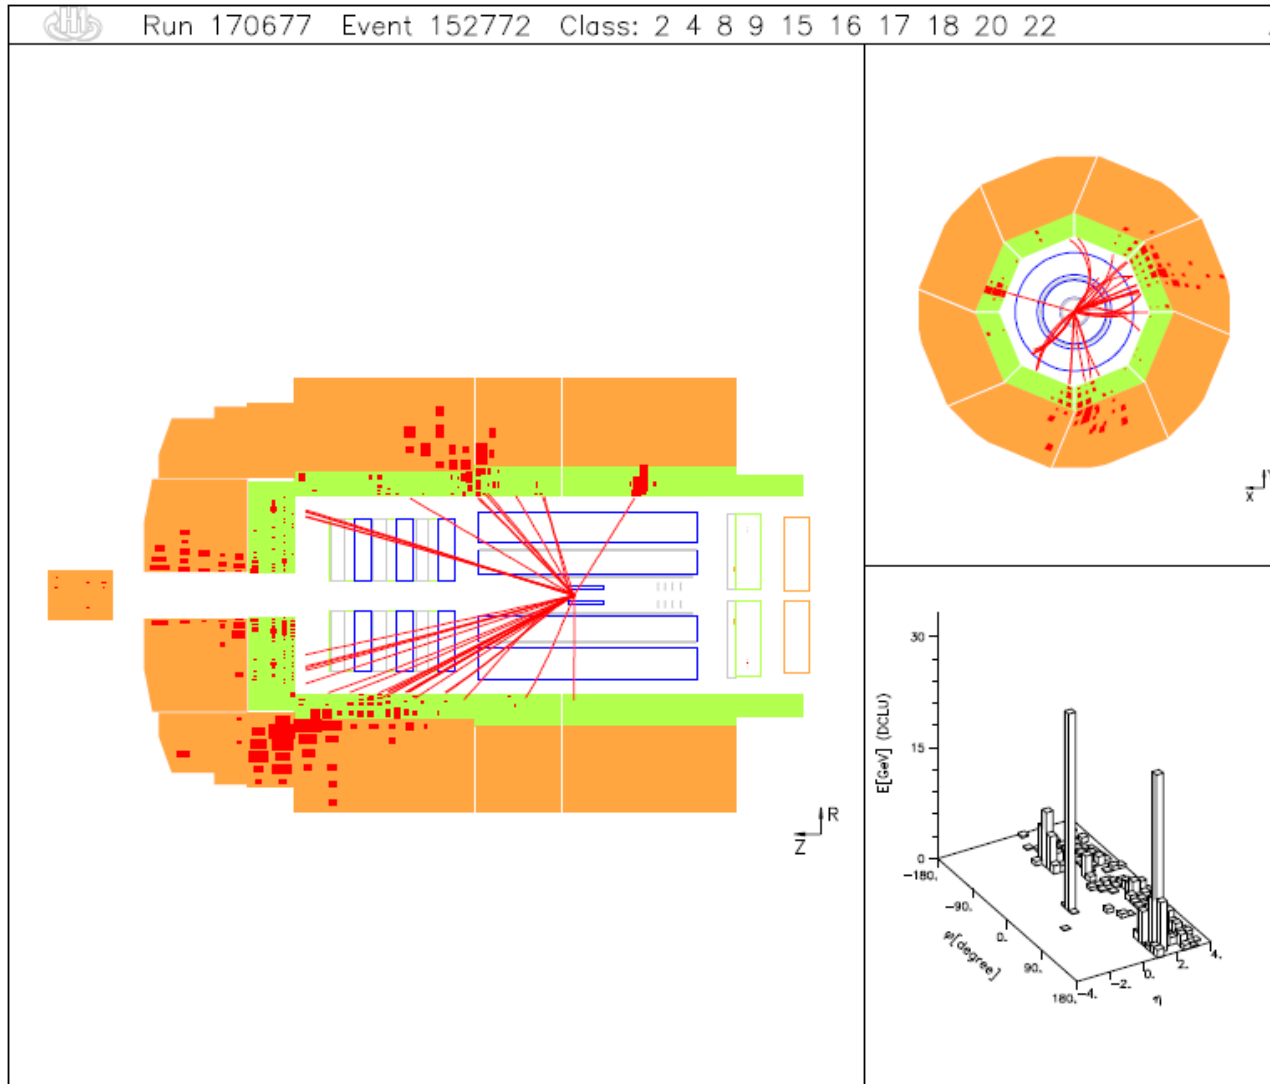 H1 Run 170677 Event 152772 Class: 2 4 8 9 15 16 17 18 20 22
Y
X
R
Z
E[GeV] (DCLU)
30
15
0
-180.
-90.
0.
90.
180.
φ[degree]
-4.
-2.
0.
2.
4.
η